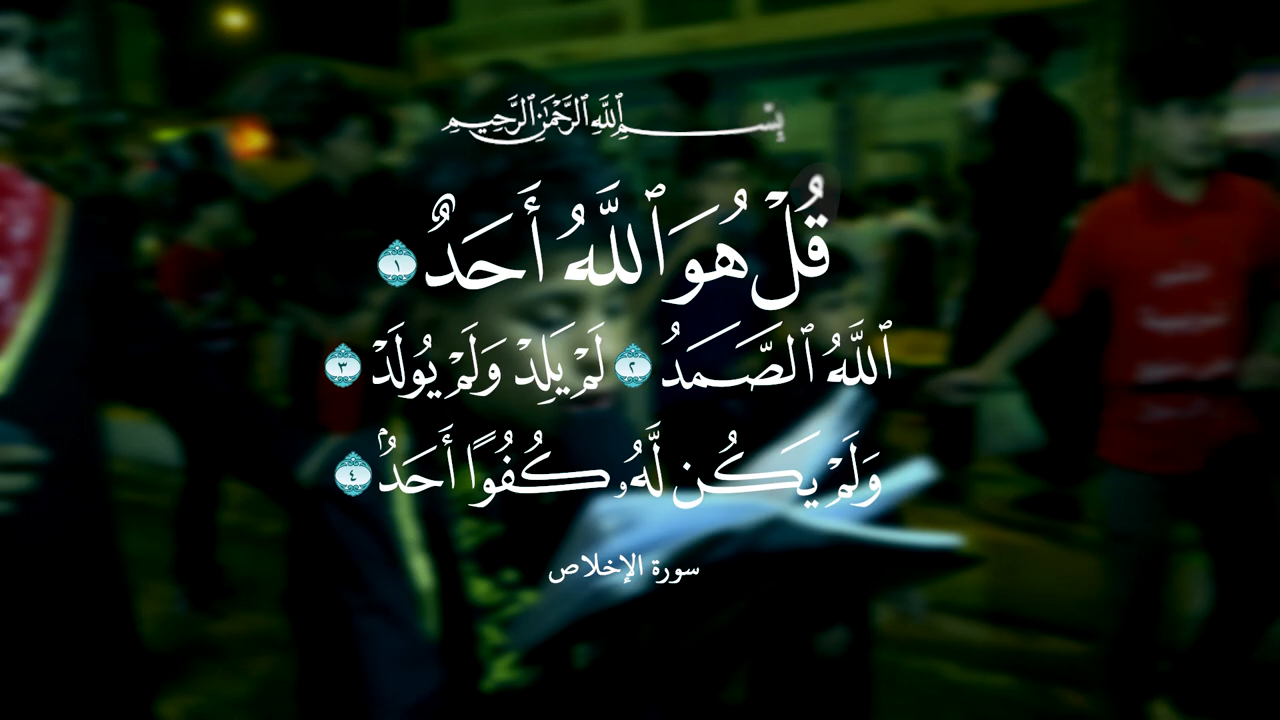 بِسْمِ ٱللَّهِ ٱلرَّحْمَٰنِ ٱلرَّحِيمِ
قُلْ هُوَ ٱللَّهُ أَحَدٌ ١
ٱللَّهُ ٱلصَّمَدُ ٢ لَمْ يَلِدْ وَلَمْ يُولَدْ ٣
وَلَمْ يَكُن لَّهُۥ كُفُوًا أَحَدٌۢ ٤
سورة الإخلاص